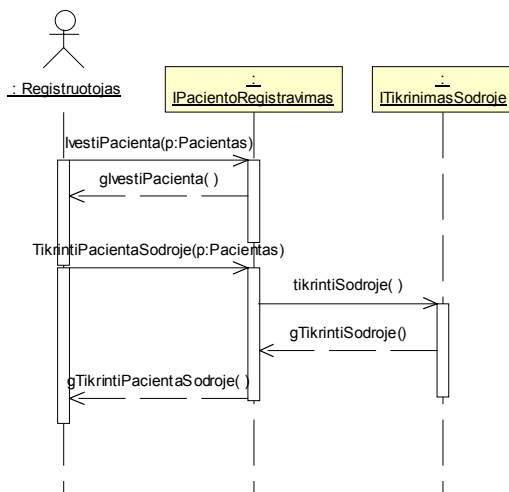 : Registruotojas
:
IPacientoRegistravimas
:
ITikrinimasSodroje
IvestiPacienta(p:Pacientas)
gIvestiPacienta( )
TikrintiPacientaSodroje(p:Pacientas)
tikrintiSodroje( )
gTikrintiSodroje()
gTikrintiPacientaSodroje( )